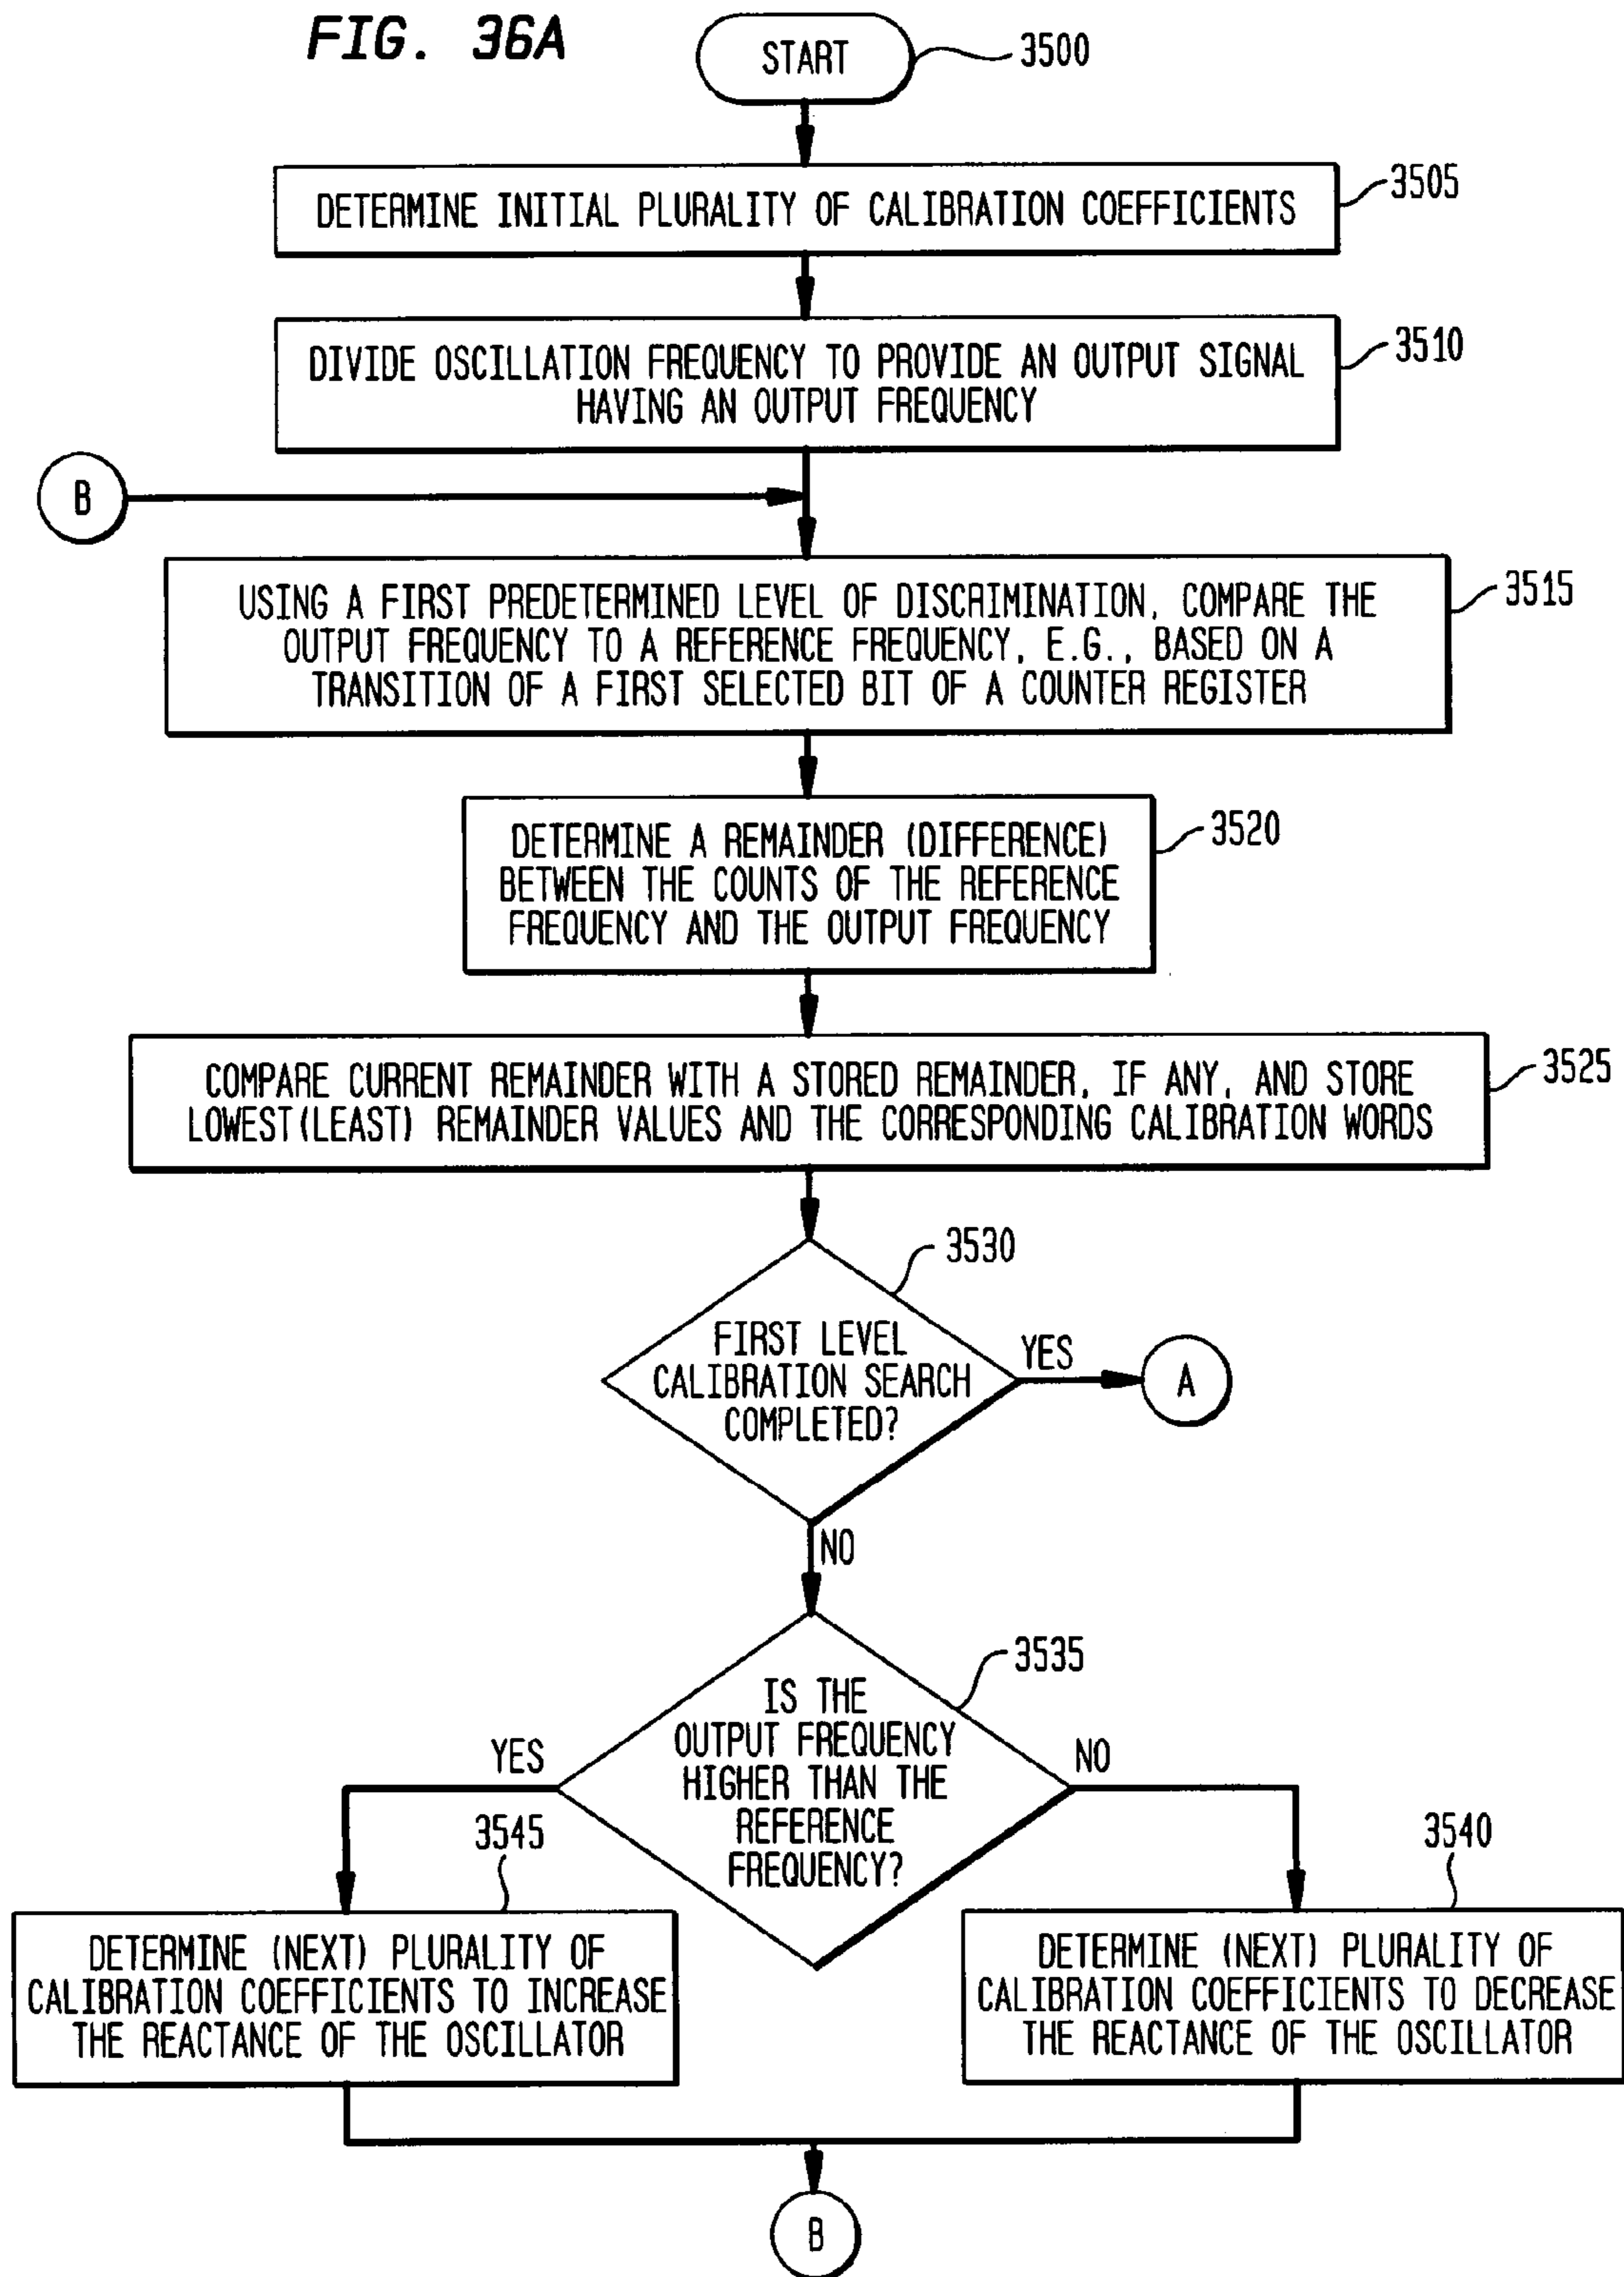 FIG. 36A
START
3500
DETERMINE INITIAL PLURALITY OF CALIBRATION COEFFICIENTS
3505
DIVIDE OSCILLATION FREQUENCY TO PROVIDE AN OUTPUT SIGNAL
HAVING AN OUTPUT FREQUENCY
3510
B
USING A FIRST PREDETERMINED LEVEL OF DISCRIMINATION, COMPARE THE
OUTPUT FREQUENCY TO A REFERENCE FREQUENCY, E.G., BASED ON A
TRANSITION OF A FIRST SELECTED BIT OF A COUNTER REGISTER
3515
DETERMINE A REMAINDER (DIFFERENCE)
BETWEEN THE COUNTS OF THE REFERENCE
FREQUENCY AND THE OUTPUT FREQUENCY
3520
COMPARE CURRENT REMAINDER WITH A STORED REMAINDER, IF ANY, AND STORE
LOWEST(LEAST) REMAINDER VALUES AND THE CORRESPONDING CALIBRATION WORDS
3525
3530
FIRST LEVEL
CALIBRATION SEARCH
COMPLETED?
YES
A
NO
3535
IS THE
OUTPUT FREQUENCY
HIGHER THAN THE
REFERENCE
FREQUENCY?
YES
NO
3545
3540
DETERMINE (NEXT) PLURALITY OF
CALIBRATION COEFFICIENTS TO INCREASE
THE REACTANCE OF THE OSCILLATOR
DETERMINE (NEXT) PLURALITY OF
CALIBRATION COEFFICIENTS TO DECREASE
THE REACTANCE OF THE OSCILLATOR
B